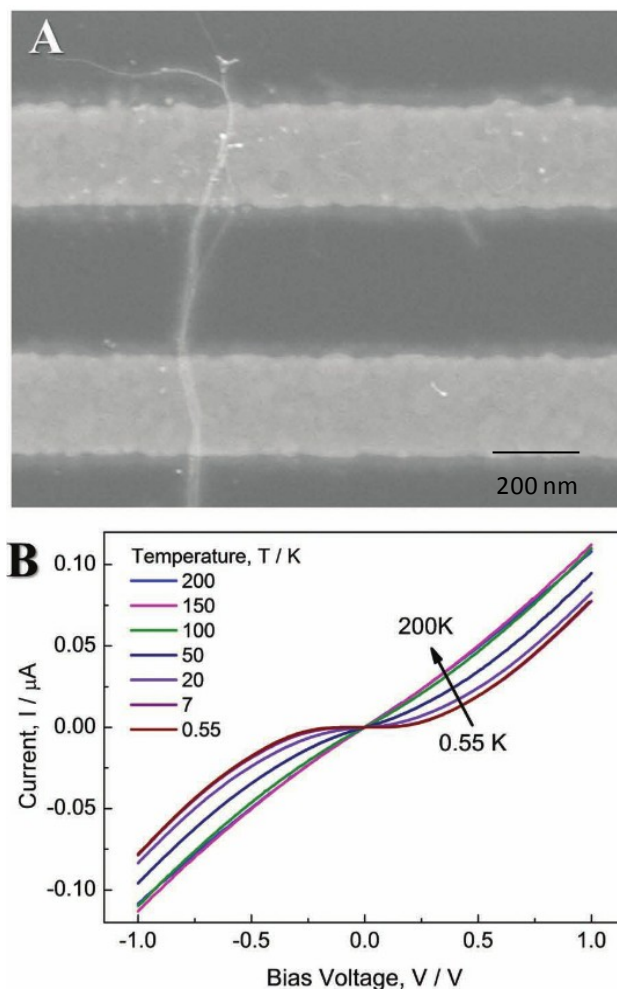 A
200 nm
B
Temperature, T / K
200
150
100
50
20
7
0.55
200K
0.55 K
0.10
0.05
0.00
-0.05
-0.10
Current, I / µA
-1.0 -0.5 0.0 0.5 1.0
Bias Voltage, V / V